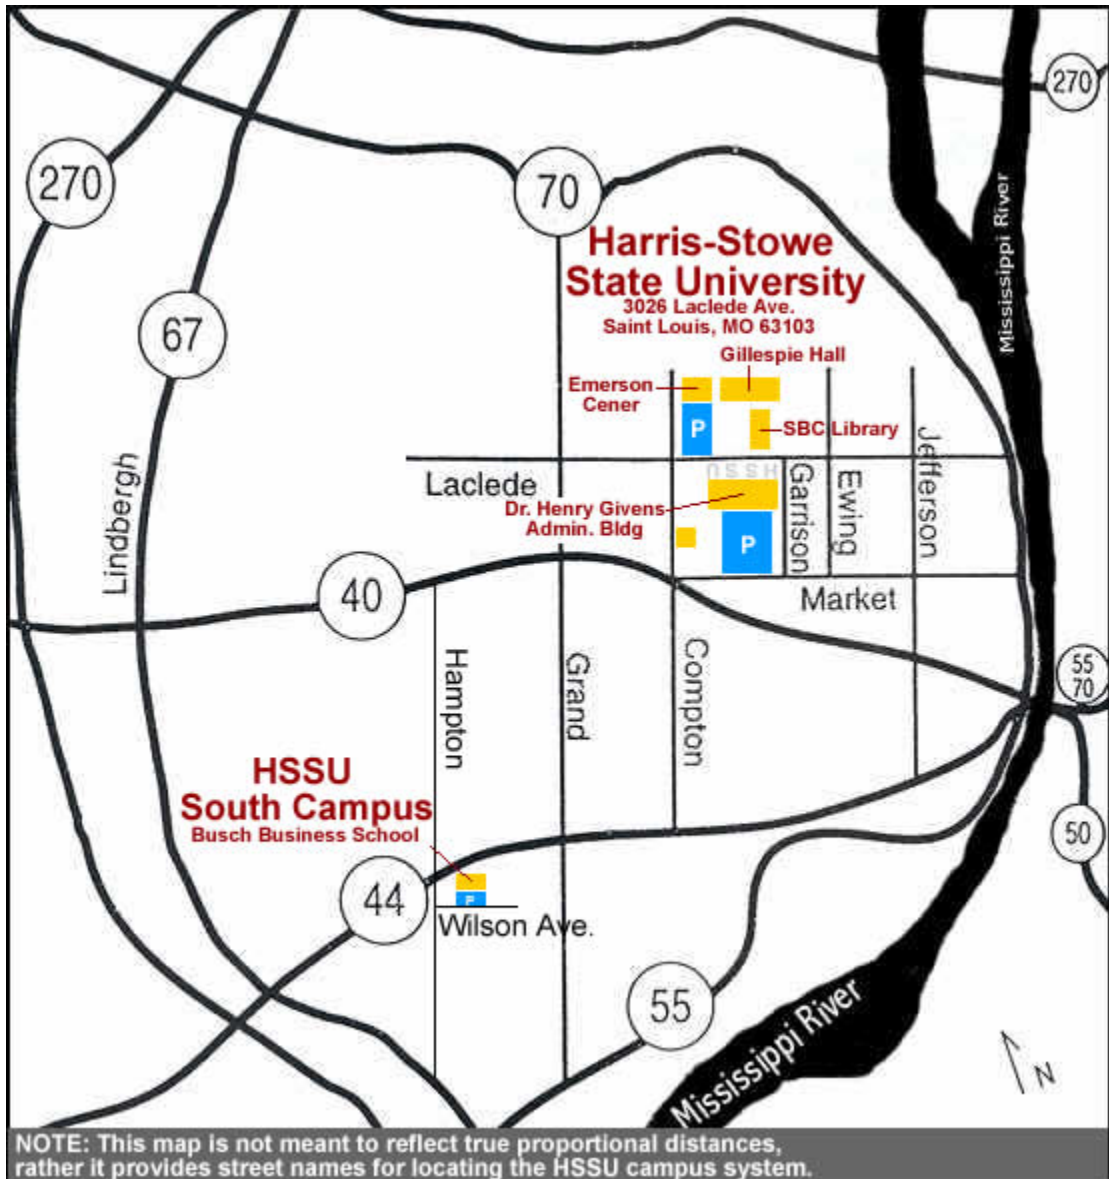 270
270
70
Mississippi River
Harris-Stowe
State University
3026 Laclede Ave.
Saint Louis, MO 63103
67
Gillespie Hall
Emerson
Cener
P
SBC Library
Jefferson
Laclede
HSSU
Garrison
Ewing
Dr. Henry Givens
Admin. Bldg
P
Lindbergh
40
Market
Hampton
Grand
Compton
55
70
HSSU
South Campus
Busch Business School
50
44
P
Wilson Ave.
55
Mississippi River
N
NOTE: This map is not meant to reflect true proportional distances,
rather it provides street names for locating the HSSU campus system.